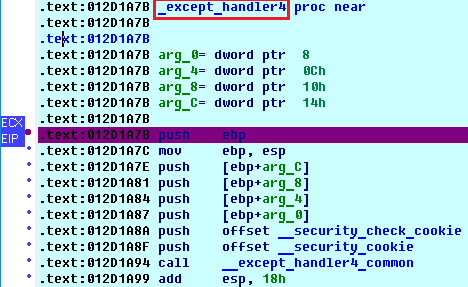 .text:012D1A7B _except_handler4 proc near
.text:012D1A7B
.text:012D1A7B
.text:012D1A7B arg_0= dword ptr 8
.text:012D1A7B arg_4= dword ptr 0Ch
.text:012D1A7B arg_8= dword ptr 10h
.text:012D1A7B arg_C= dword ptr 14h
.text:012D1A7B
ECX
EIP .text:012D1A7B push ebp
.text:012D1A7C mov ebp, esp
.text:012D1A7E push [ebp+arg_C]
.text:012D1A81 push [ebp+arg_8]
.text:012D1A84 push [ebp+arg_4]
.text:012D1A87 push [ebp+arg_0]
.text:012D1A8A push offset __security_check_cookie
.text:012D1A8F push offset __security_cookie
.text:012D1A94 call __except_handler4_common
.text:012D1A99 add esp, 18h